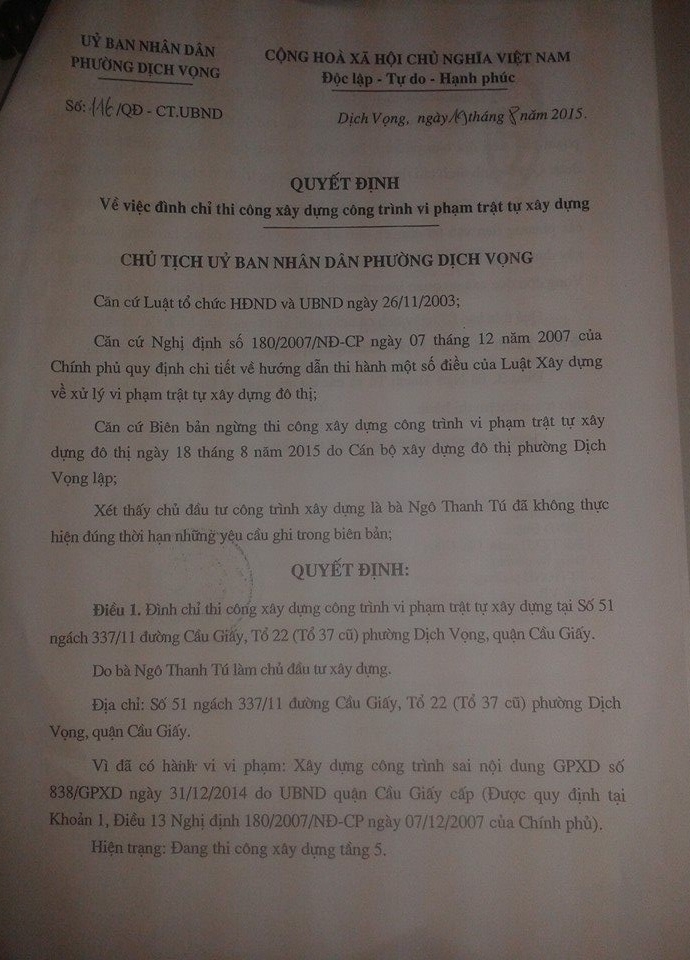 UỶ BAN NHÂN DÂN
PHƯỜNG DỊCH VỌNG
CỘNG HOÀ XÃ HỘI CHỦ NGHĨA VIỆT NAM
Độc lập - Tự do - Hạnh phúc
Số: 116/QĐ - CT.UBND
Dịch Vọng, ngày 19 tháng 8 năm 2015.
QUYẾT ĐỊNH
Về việc đình chỉ thi công xây dựng công trình vi phạm trật tự xây dựng
CHỦ TỊCH UỶ BAN NHÂN DÂN PHƯỜNG DỊCH VỌNG
Căn cứ Luật tổ chức HĐND và UBND ngày 26/11/2003;
Căn cứ Nghị định số 180/2007/NĐ-CP ngày 07 tháng 12 năm 2007 của
Chính phủ quy định chi tiết về hướng dẫn thi hành một số điều của Luật Xây dựng
về xử lý vi phạm trật tự xây dựng đô thị;
Căn cứ Biên bản ngừng thi công xây dựng công trình vi phạm trật tự xây
dựng đô thị ngày 18 tháng 8 năm 2015 do Cán bộ xây dựng đô thị phường Dịch
Vọng lập;
Xét thấy chủ đầu tư công trình xây dựng là bà Ngô Thanh Tú đã không thực
hiện đúng thời hạn những yêu cầu ghi trong biên bản;
QUYẾT ĐỊNH:
Điều 1. Đình chỉ thi công xây dựng công trình vi phạm trật tự xây dựng tại Số 51
ngách 337/11 đường Cầu Giấy, Tổ 22 (Tổ 37 cũ) phường Dịch Vọng, quận Cầu Giấy.
Do bà Ngô Thanh Tú làm chủ đầu tư xây dựng.
Địa chỉ: Số 51 ngách 337/11 đường Cầu Giấy, Tổ 22 (Tổ 37 cũ) phường Dịch
Vọng, quận Cầu Giấy.
Vì đã có hành vi vi phạm: Xây dựng công trình sai nội dung GPXD số
838/GPXD ngày 31/12/2014 do UBND quận Cầu Giấy cấp (Được quy định tại
Khoản 1, Điều 13 Nghị định 180/2007/NĐ-CP ngày 07/12/2007 của Chính phủ).
Hiện trạng: Đang thi công xây dựng tầng 5.